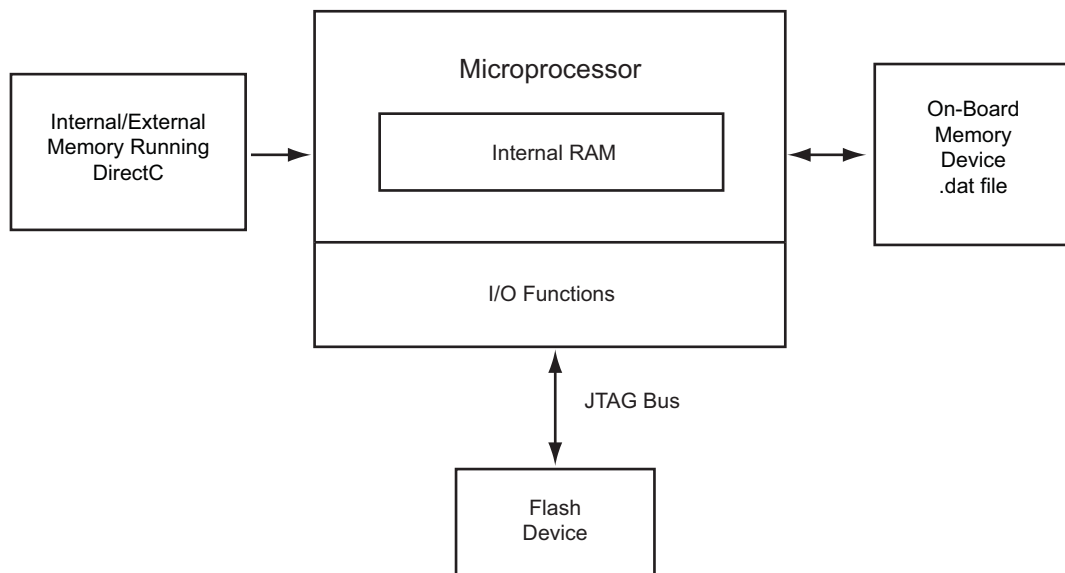 Microprocessor
Internal RAM
I/O Functions
Internal/External
Memory Running
DirectC
On-Board
Memory
Device
.dat file
JTAG Bus
Flash
Device